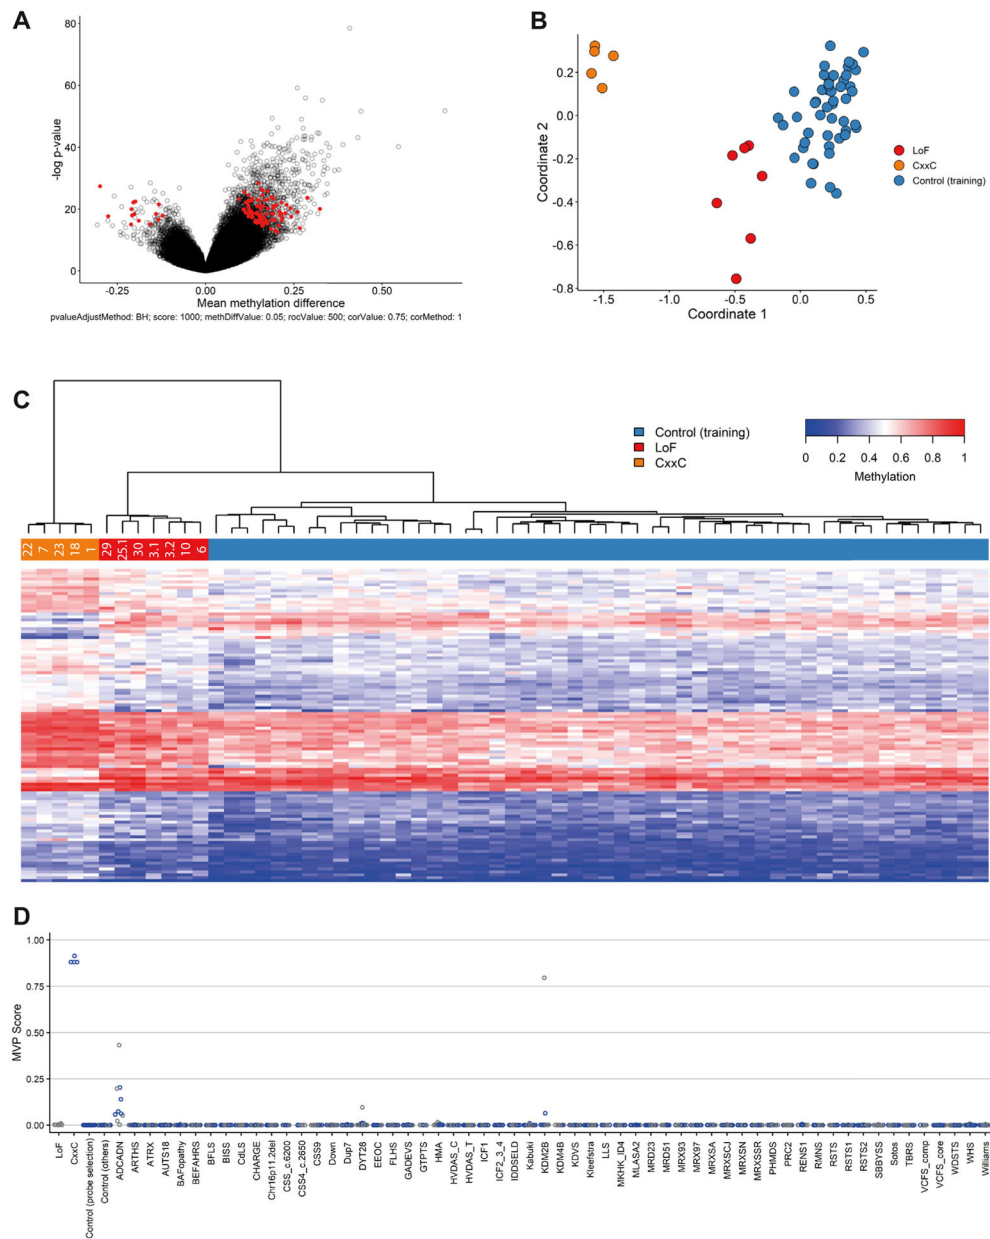 A
80
60
40
20
0
-log p-value
-0.25
0.00
0.25
0.50
Mean methylation difference
pvalueAdjustMethod: BH; score: 1000; methDiffValue: 0.05; rocValue: 500; corValue: 0.75; corMethod: 1
B
0.2
0.0
-0.2
-0.4
-0.6
-0.8
Coordinate 2
-1.5
-1.0
-0.5
0.0
0.5
Coordinate 1
LoF
CxxC
Control (training)
C
Control (training)
LoF
CxxC
0 0.2 0.4 0.6 0.8 1
Methylation
22
7
23
18
1
29
25.1
30
3.1
3.2
10
6
D
1.00
0.75
0.50
0.25
0.00
MVP Score
LoF
CxxC
Control (probe selection)
Control (others)
ADCADN
ARTHS
ATRX
AUTS18
BAFopathy
BEFAHRS
BFLS
BISS
CdLS
CHARGE
Chr16p11.2del
CSS_c.6200
CSS4_c.2650
CSS9
Down
Dup7
DYT28
EEOC
FLHS
GADEVS
GTPTS
HMA
HVDAS_C
HVDAS_T
ICF1
ICF2_3_4
IDDSELD
Kabuki
KDM2B
KDM4B
KDVS
Kleefstra
LLS
MKHK_ID4
MLASA2
MRD23
MRD51
MRX93
MRX97
MRXSA
MRXSCJ
MRXSN
MRXSSR
PHMDS
PRC2
RENS1
RMNS
RSTS
RSTS1
RSTS2
SBBYSS
Sotos
TBRS
VCFS_comp
VCFS_core
WDSTS
WHS
Williams